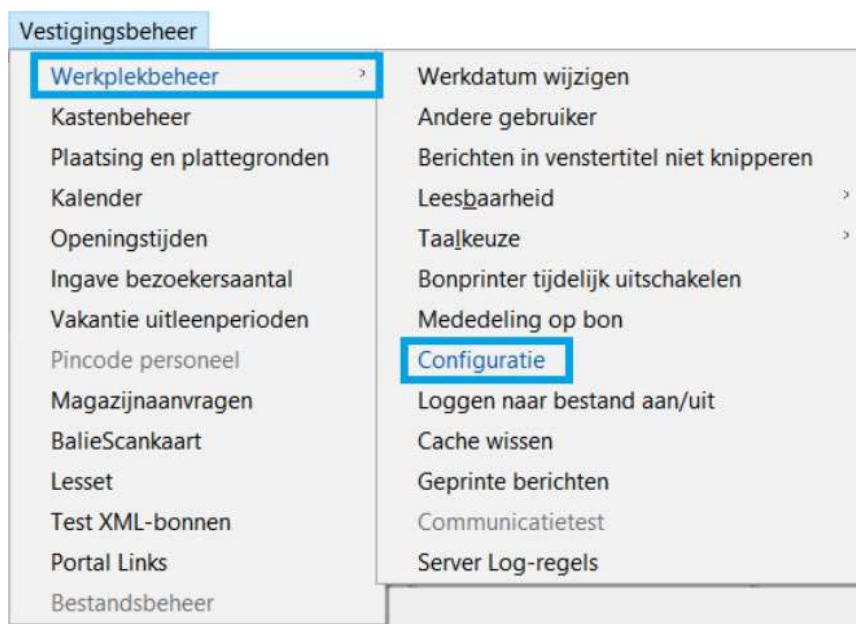 Vestigingsbeheer
Werkplekbeheer
Kastenbeheer
Plaatsing en plattegronden
Kalender
Openingstijden
Ingave bezoekersaantal
Vakantie uitleenperioden
Pincode personeel
Magazijnaanvragen
BalieScankaart
Lesset
Test XML-bonnen
Portal Links
Bestandsbeheer
Werkdatum wijzigen
Andere gebruiker
Berichten in venstertitel niet knipperen
Leesbaarheid
Taalkeuze
Bonprinter tijdelijk uitschakelen
Mededeling op bon
Configuratie
Loggen naar bestand aan/uit
Cache wissen
Geprinte berichten
Communicatietest
Server Log-regels